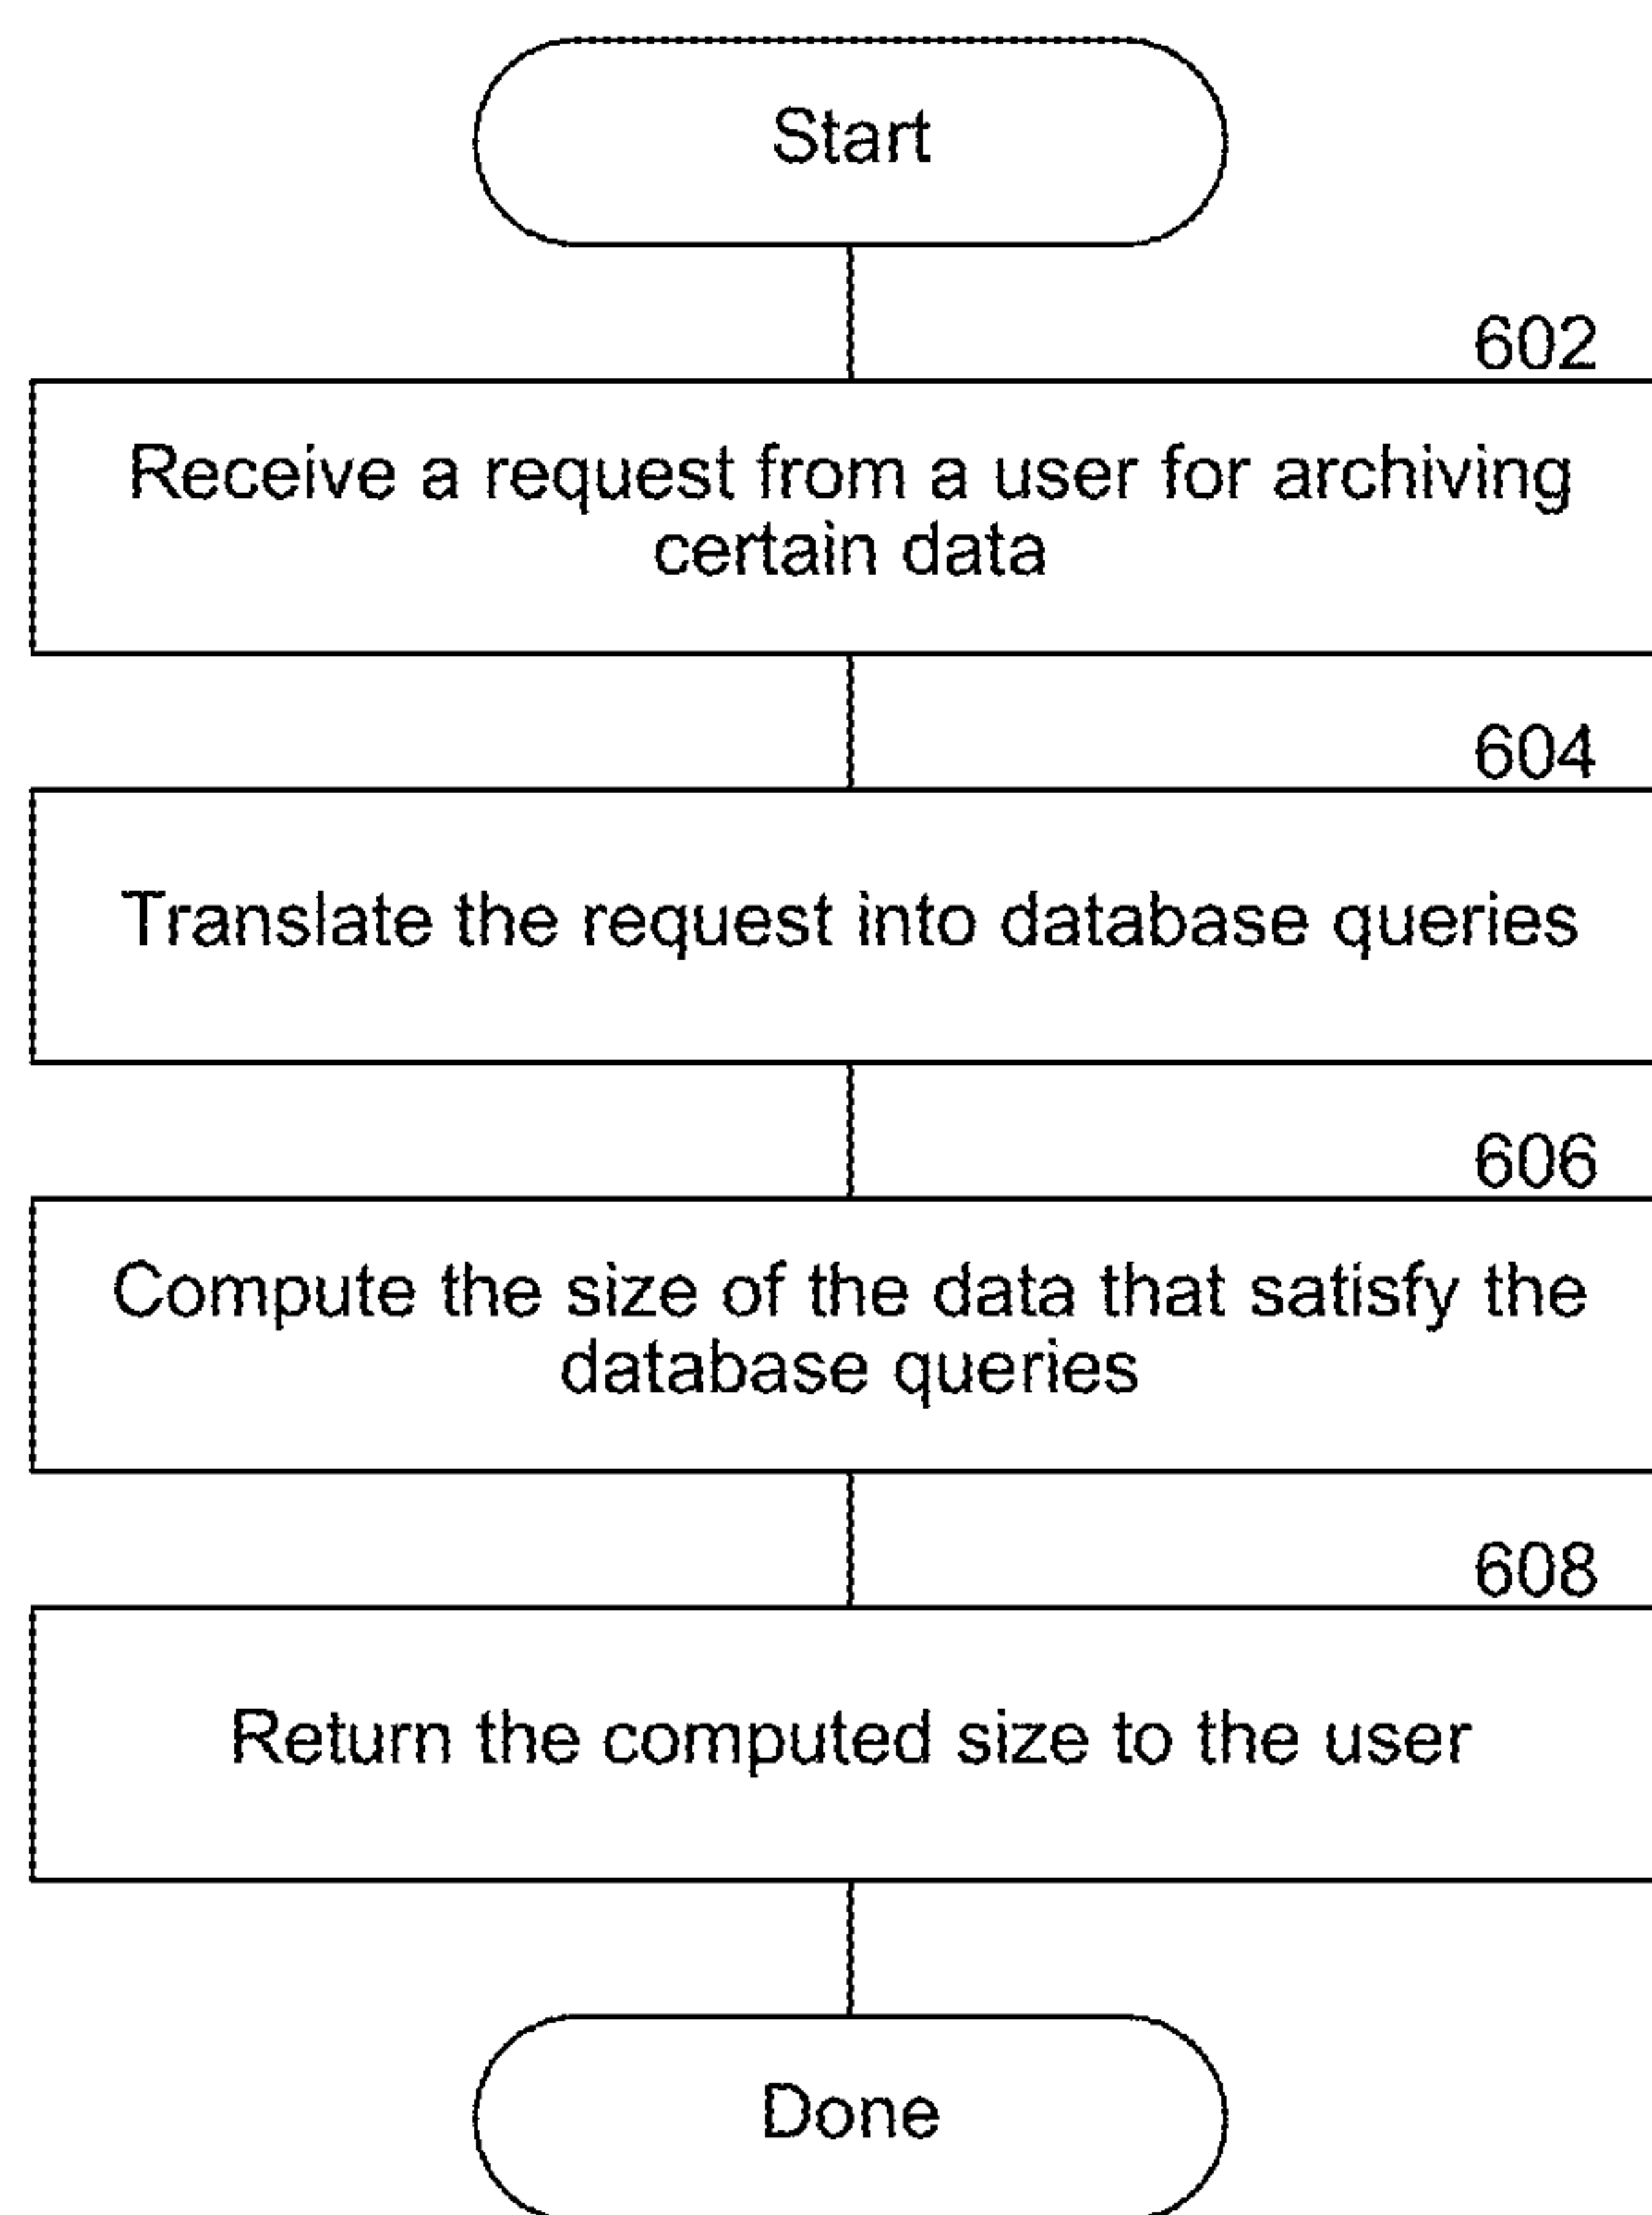 Start
602
Receive a request from a user for archiving
certain data
604
Translate the request into database queries
606
Compute the size of the data that satisfy the
database queries
608
Return the computed size to the user
Done